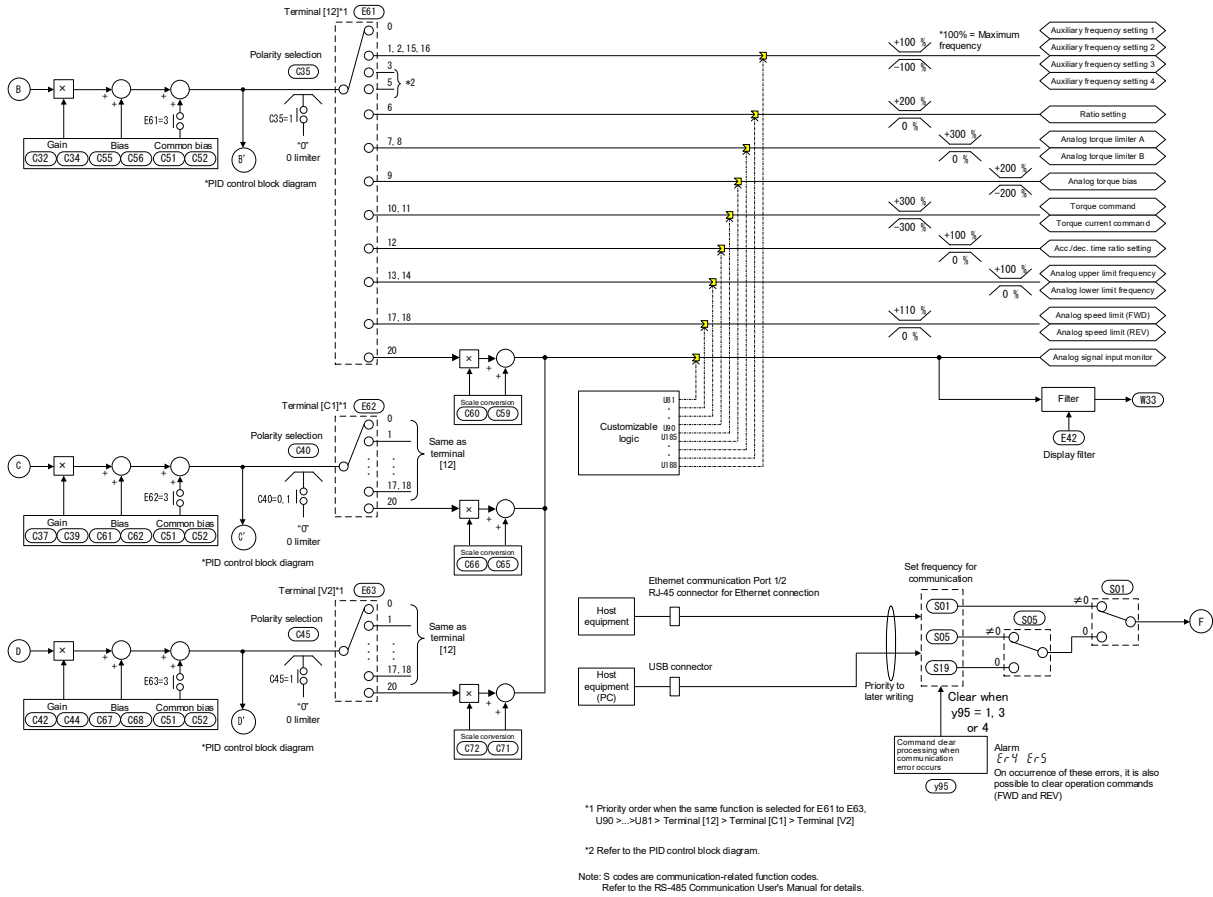 Terminal [12]*1 E61
0
1, 2, 15, 16
3
5
*2
6
7, 8
9
10, 11
12
13, 14
17, 18
20
Polarity selection
C35
B
×
+
+
+
+
E61=3
C35=1
"0"
0 limiter
Gain Bias Common bias
C32 C34 C55 C56 C51 C52
B'
*PID control block diagram
+100 %
-100 %
*100% = Maximum
frequency
Auxiliary frequency setting 1
Auxiliary frequency setting 2
Auxiliary frequency setting 3
Auxiliary frequency setting 4
+200 %
0 %
Ratio setting
+300 %
0 %
Analog torque limiter A
Analog torque limiter B
+200 %
-200 %
Analog torque bias
+300 %
-300 %
Torque command
Torque current command
+100 %
0 %
Acc./dec. time ratio setting
+100 %
0 %
Analog upper limit frequency
Analog lower limit frequency
+110 %
0 %
Analog speed limit (FWD)
Analog speed limit (REV)
Analog signal input monitor
×
+
+
Scale conversion
C60 C59
Customizable
logic
U81
·
·
U90
U185
·
·
U188
Filter
W33
E42
Display filter
Terminal [C1]*1 E62
0
1
17, 18
20
Same as
terminal
[12]
Polarity selection
C40
C
×
+
+
+
+
E62=3
C40=0, 1
"0"
0 limiter
Gain Bias Common bias
C37 C39 C61 C62 C51 C52
C'
*PID control block diagram
×
+
+
Scale conversion
C66 C65
Terminal [V2]*1 E63
0
1
17, 18
20
Same as
terminal
[12]
Polarity selection
C45
D
×
+
+
+
+
E63=3
C45=1
"0"
0 limiter
Gain Bias Common bias
C42 C44 C67 C68 C51 C52
D'
*PID control block diagram
×
+
+
Scale conversion
C72 C71
Ethernet communication Port 1/2
RJ-45 connector for Ethernet connection
Host
equipment
USB connector
Host
equipment
(PC)
Priority to
later writing
Set frequency for
communication
S01
S05
S19
S05
≠0
0
S01
≠0
0
F
Clear when
y95 = 1, 3
or 4
Command clear
processing when
communication
error occurs
y95
Alarm
Er4 Er5
On occurrence of these errors, it is also
possible to clear operation commands
(FWD and REV)
*1 Priority order when the same function is selected for E61 to E63,
U90 >...>U81 > Terminal [12] > Terminal [C1] > Terminal [V2]
*2 Refer to the PID control block diagram.
Note: S codes are communication-related function codes.
Refer to the RS-485 Communication User's Manual for details.